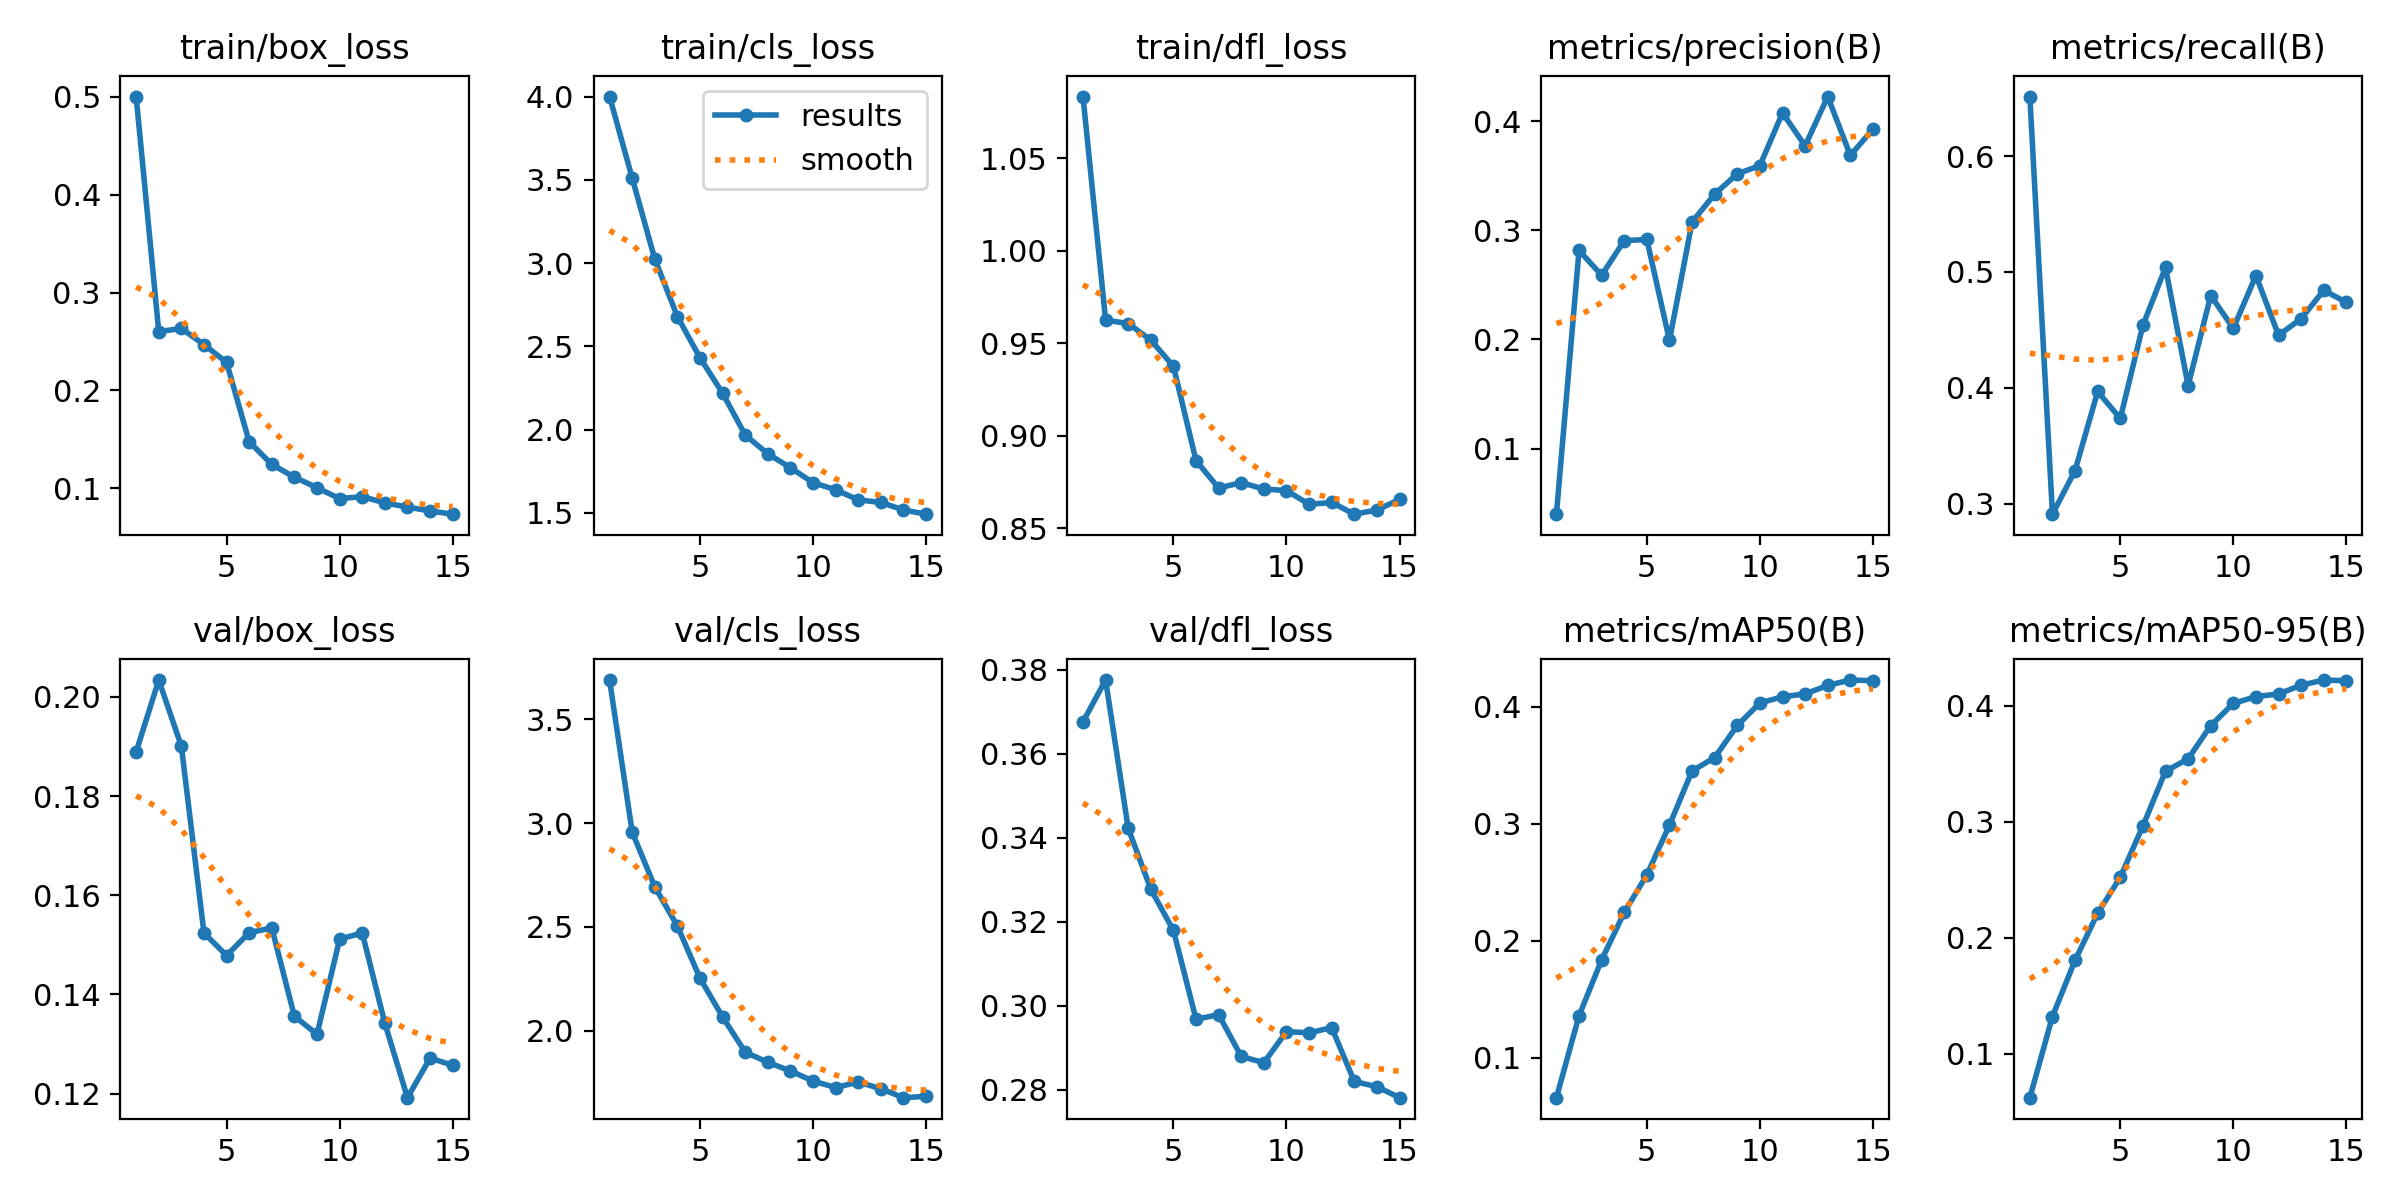 train/box_loss
0.5
0.4
0.3
0.2
0.1
5 10 15
train/cls_loss
4.0
3.5
3.0
2.5
2.0
1.5
5 10 15
results
smooth
train/dfl_loss
1.05
1.00
0.95
0.90
0.85
5 10 15
metrics/precision(B)
0.4
0.3
0.2
0.1
5 10 15
metrics/recall(B)
0.6
0.5
0.4
0.3
5 10 15
val/box_loss
0.20
0.18
0.16
0.14
0.12
5 10 15
val/cls_loss
3.5
3.0
2.5
2.0
5 10 15
val/dfl_loss
0.38
0.36
0.34
0.32
0.30
0.28
5 10 15
metrics/mAP50(B)
0.4
0.3
0.2
0.1
5 10 15
metrics/mAP50-95(B)
0.4
0.3
0.2
0.1
5 10 15